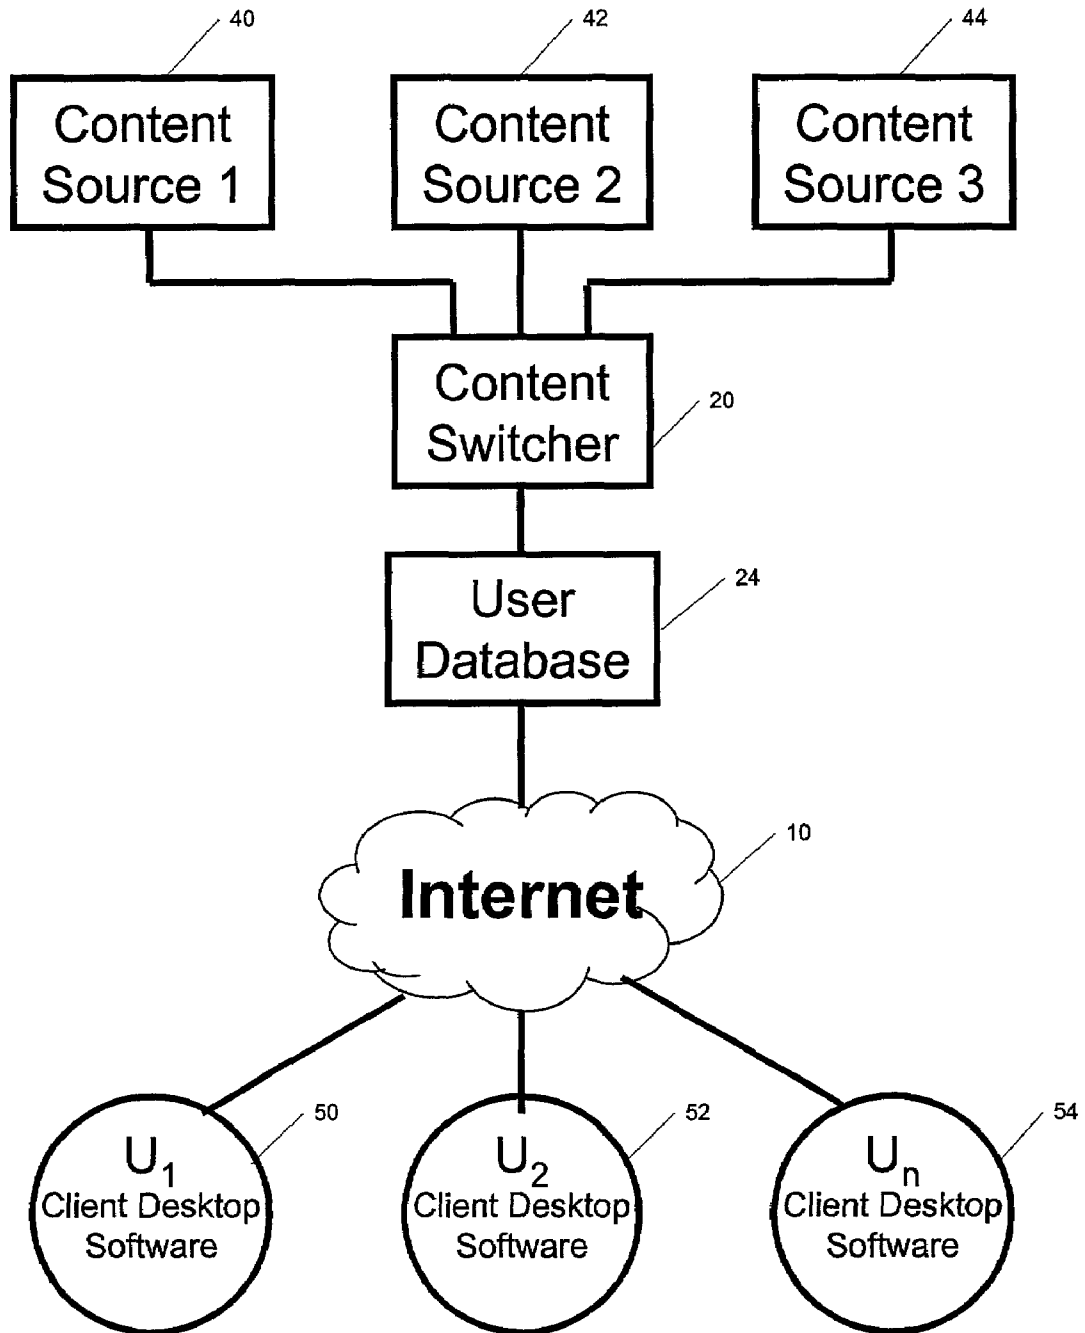 40
42
44
Content
Source 1
Content
Source 2
Content
Source 3
Content
Switcher
20
User
Database
24
Internet
10
50
52
54
U1
Client Desktop
Software
U2
Client Desktop
Software
Un
Client Desktop
Software